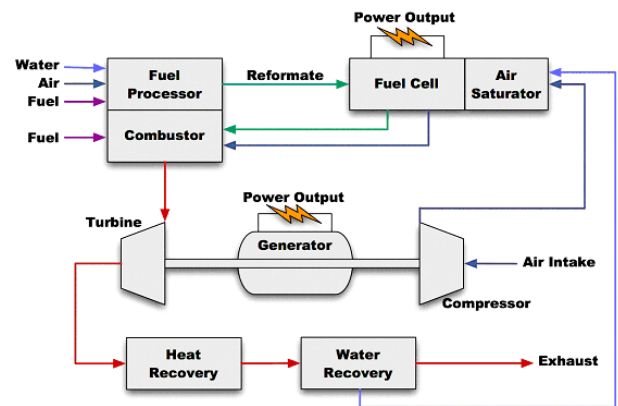 Power Output
Water
Air
Fuel
Fuel
Processor
Reformate
Fuel Cell
Air
Saturator
Fuel
Combustor
Turbine
Power Output
Generator
Air Intake
Compressor
Heat
Recovery
Water
Recovery
Exhaust